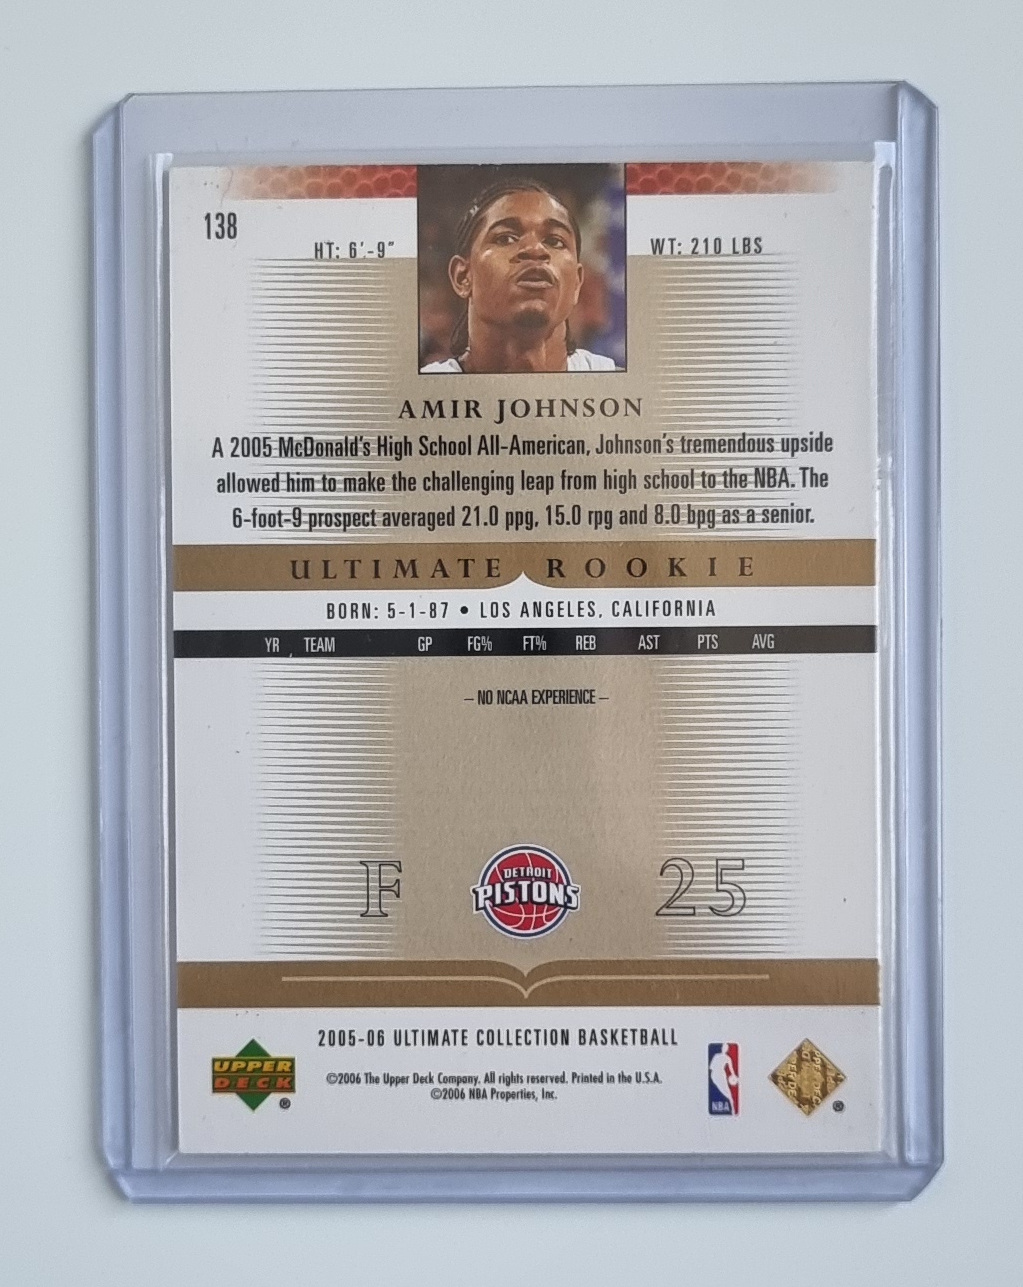 138
HT: 6'-9"
WT: 210 LBS
AMIR JOHNSON
A 2005 McDonald's High School All-American, Johnson's tremendous upside
allowed him to make the challenging leap from high school to the NBA. The
6-foot-9 prospect averaged 21.0 ppg, 15.0 rpg and 8.0 bpg as a senior.
ULTIMATE ROOKIE
BORN: 5-1-87 • LOS ANGELES, CALIFORNIA
YR TEAM GP FG% FT% REB AST PTS AVG
– NO NCAA EXPERIENCE –
F
DETROIT
PISTONS
25
2005-06 ULTIMATE COLLECTION BASKETBALL
UPPER
DECK
®
©2006 The Upper Deck Company. All rights reserved. Printed in the U.S.A.
©2006 NBA Properties, Inc.
NBA
®